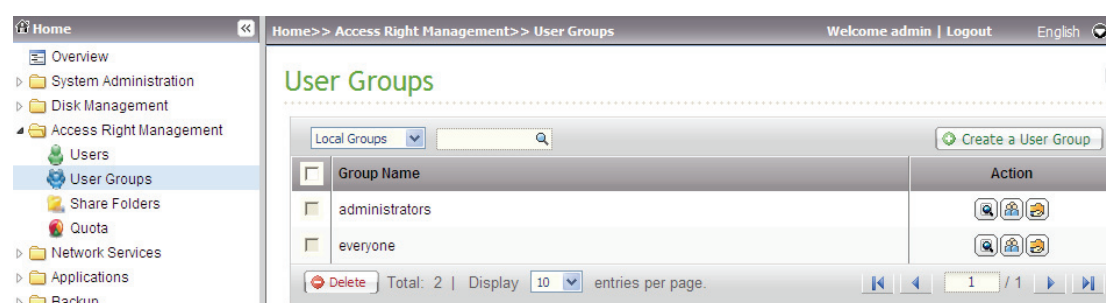 Home
Home>> Access Right Management>> User Groups
Welcome admin | Logout
English
Overview
System Administration
Disk Management
Access Right Management
Users
User Groups
Share Folders
Quota
Network Services
Applications
Backup
User Groups
Local Groups
Create a User Group
Group Name
Action
administrators
everyone
Delete Total: 2 | Display 10 entries per page.
1 / 1